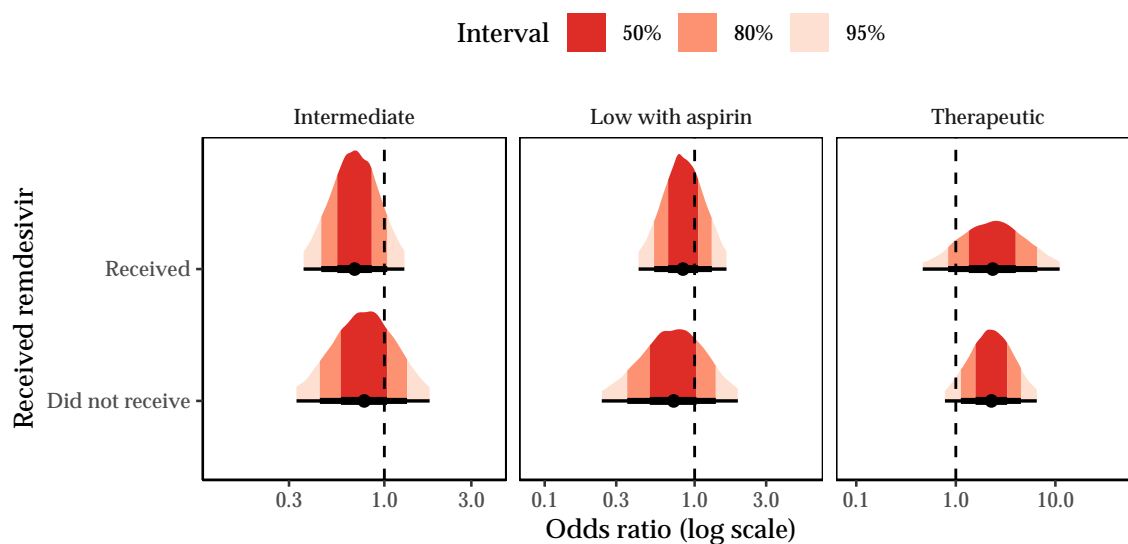 Interval 50% 80% 95%
Intermediate Low with aspirin Therapeutic
Received remdesivir
Received
Did not receive
0.3 1.0 3.0 0.1 0.3 1.0 3.0 0.1 1.0 10.0
Odds ratio (log scale)